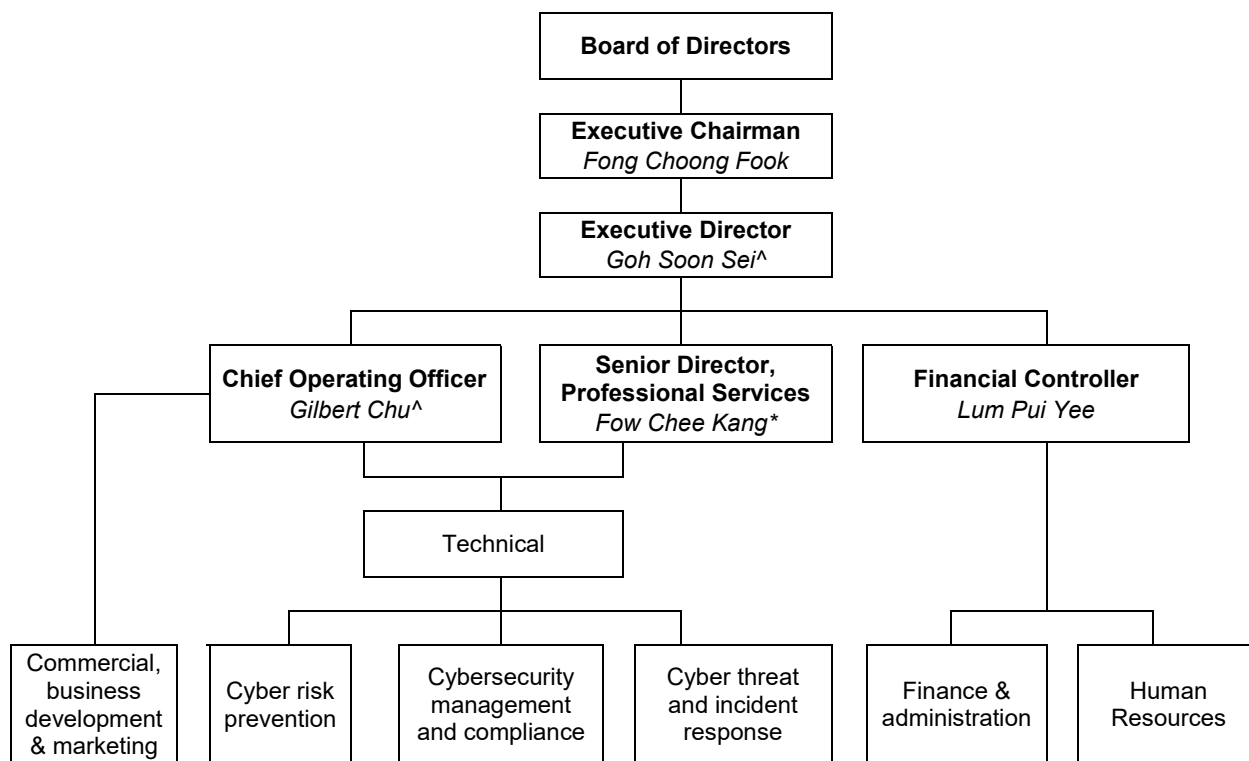 Board of Directors
Executive Chairman
Fong Choong Fook
Executive Director
Goh Soon Sei^
Chief Operating Officer
Gilbert Chu^
Senior Director,
Professional Services
Fow Chee Kang*
Financial Controller
Lum Pui Yee
Technical
Commercial,
business
development
& marketing
Cyber risk
prevention
Cybersecurity
management
and compliance
Cyber threat
and incident
response
Finance &
administration
Human
Resources